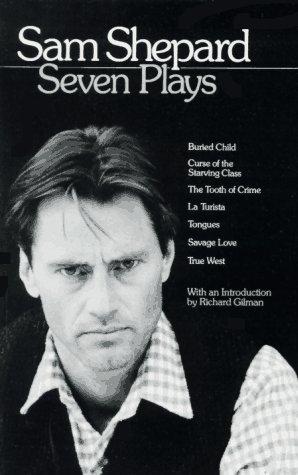 Sam Shepard
Seven Plays
Buried Child
Curse of the
Starving Class
The Tooth of Crime
La Turista
Tongues
Savage Love
True West
With an Introduction
by Richard Gilman